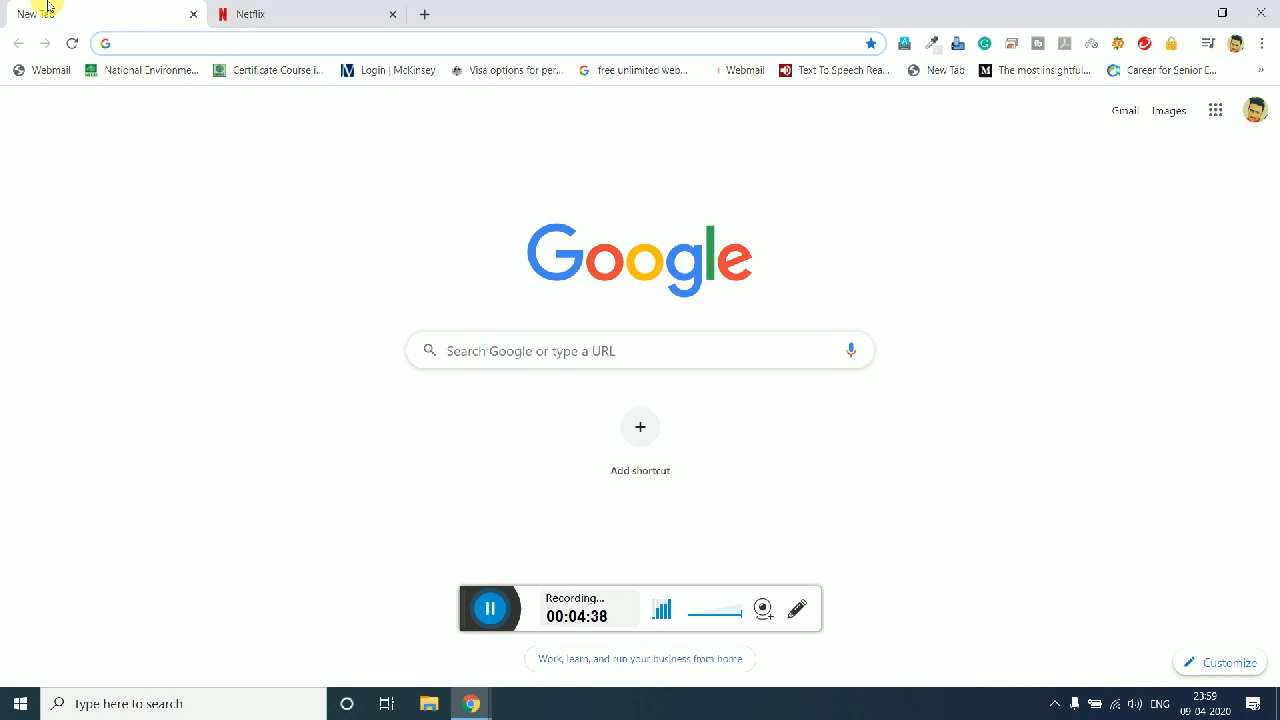 New Tab
Netflix
Webmail
National Environme...
Certificate Course i...
Login | McKinsey
Visa options for per...
free unlimited web...
Webmail
Text To Speech Rea...
New Tab
The most insightful...
Career for Senior E...
»
Gmail
Images
Google
Search Google or type a URL
Add shortcut
Recording...
00:04:38
Work, learn, and run your business from home
Customize
Type here to search
ENG
23:59
09-04-2020